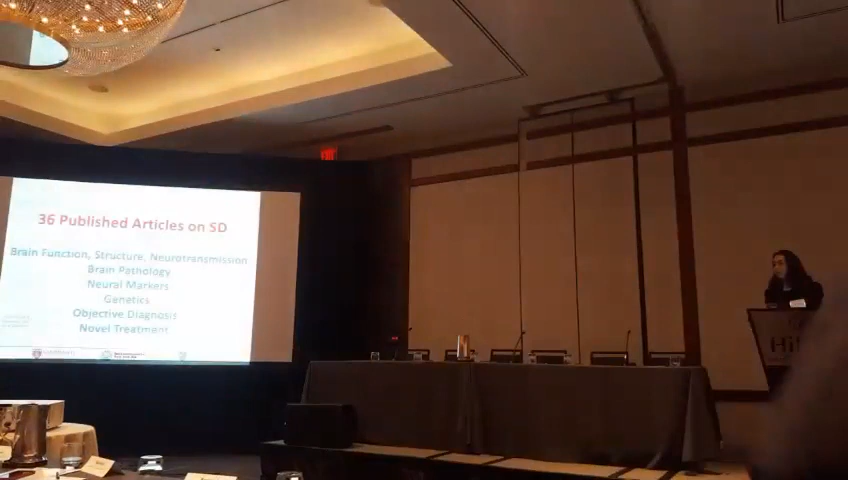 36 Published Articles on SD
Brain Function, Structure, Neurotransmission
Brain Pathology
Neural Markers
Genetics
Objective Diagnosis
Novel Treatment
EXIT